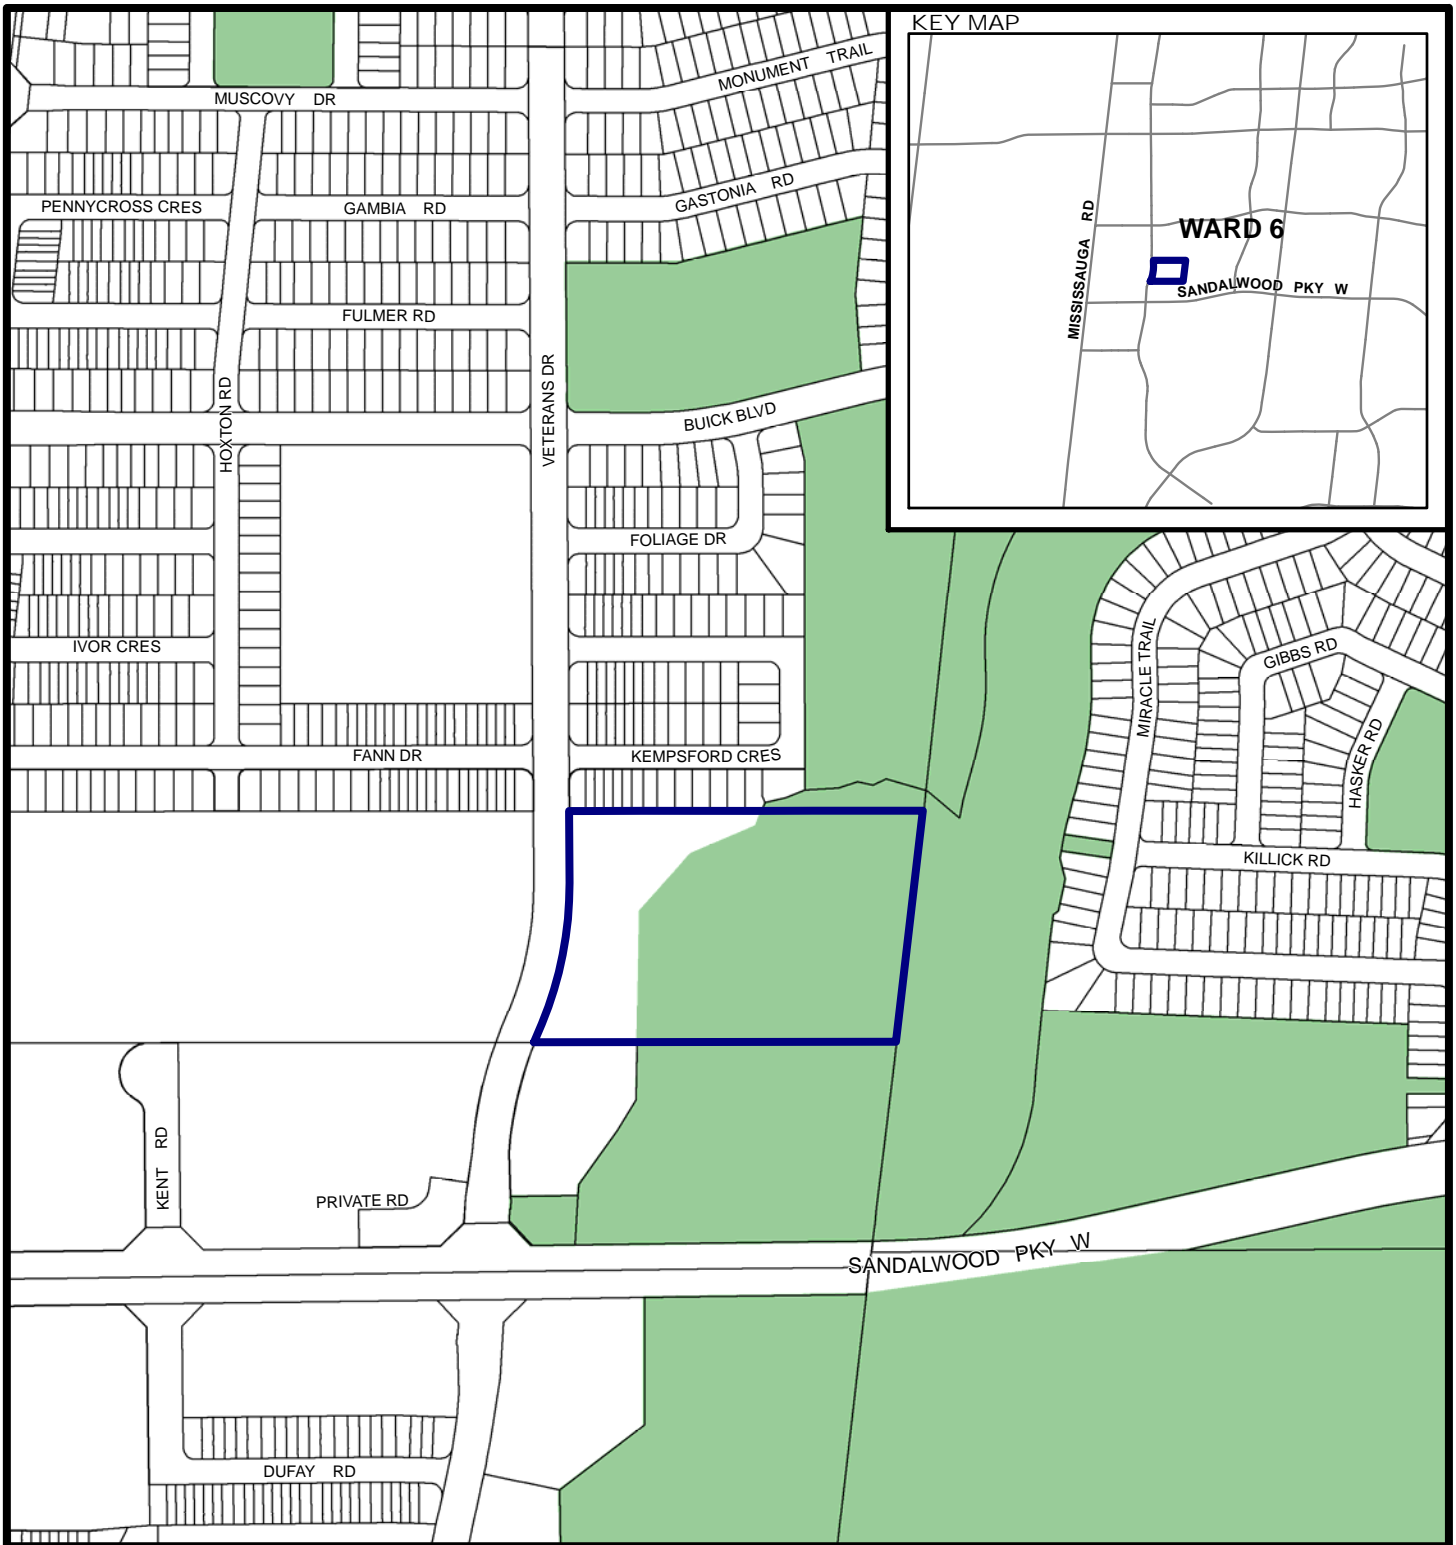 KEY MAP
MONUMENT TRAIL
MUSCOVY DR
GASTONIA RD
PENNYCROSS CRES
GAMBIA RD
MISSISSAUGA RD
WARD 6
SANDALWOOD PKY W
FULMER RD
HOXTON RD
VETERANS DR
BUICK BLVD
FOLIAGE DR
IVOR CRES
MIRACLE TRAIL
GIBBS RD
HASKER RD
FANN DR
KEMPSFORD CRES
KILLICK RD
KENT RD
PRIVATE RD
SANDALWOOD PKY W
DUFAY RD